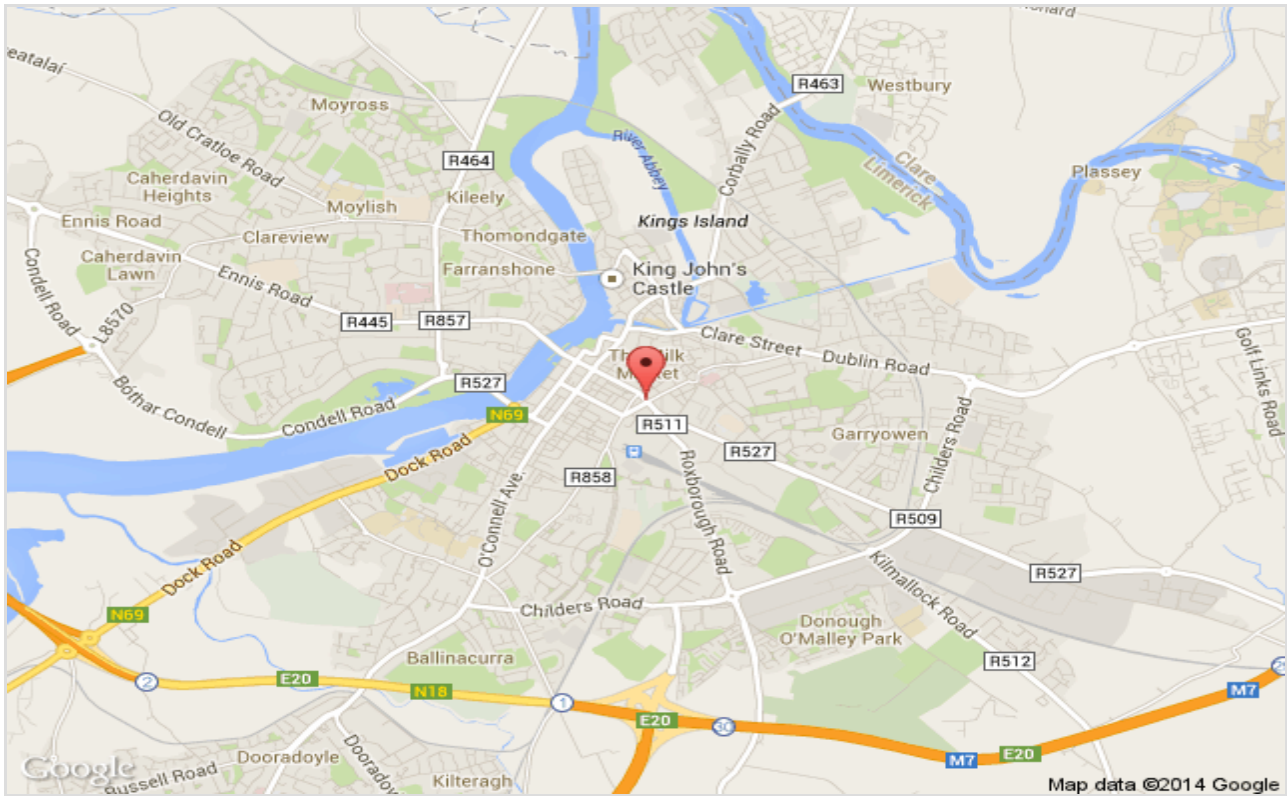 R463
Westbury
Moyross
Old Cratloe Road
River Abbey
Corbally Road
R464
Clare
Limerick
Plassey
Caherdavin
Heights
Kileely
Moylish
Ennis Road
Kings Island
Clareview
Thomondgate
Caherdavin
Lawn
Farranshone
King John's
Castle
Condell Road
Ennis Road
L8570
R445
R857
Clare Street
Dublin Road
Golf Links Road
Market
R527
Bóthar Condell
Condell Road
N69
R511
Garryowen
Childers Road
Dock Road
R527
O'Connell Ave.
R858
Roxborough Road
R509
Dock Road
Kilmallock Road
R527
N69
Childers Road
Donough
O'Malley Park
Ballinacurra
R512
2
E20
N18
1
E20
30
M7
M7
E20
Dooradoyle
Kilteragh
Google
Map data ©2014 Google